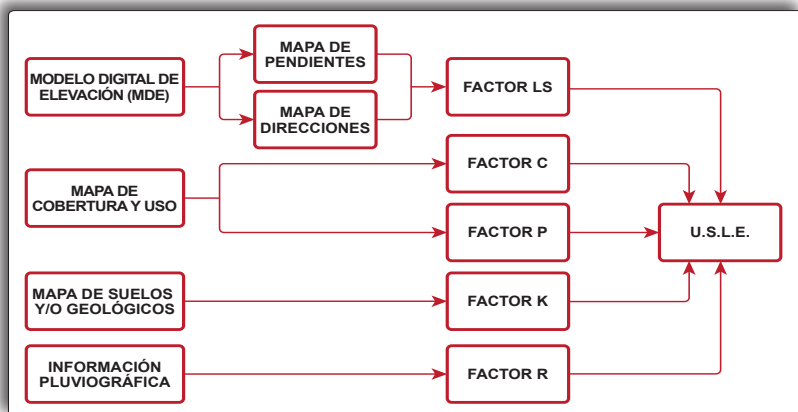 MODELO DIGITAL DE
ELEVACIÓN (MDE)
MAPA DE
PENDIENTES
MAPA DE
DIRECCIONES
FACTOR LS
MAPA DE
COBERTURA Y USO
FACTOR C
FACTOR P
U.S.L.E.
MAPA DE SUELOS
Y/O GEOLÓGICOS
FACTOR K
INFORMACIÓN
PLUVIOGRÁFICA
FACTOR R